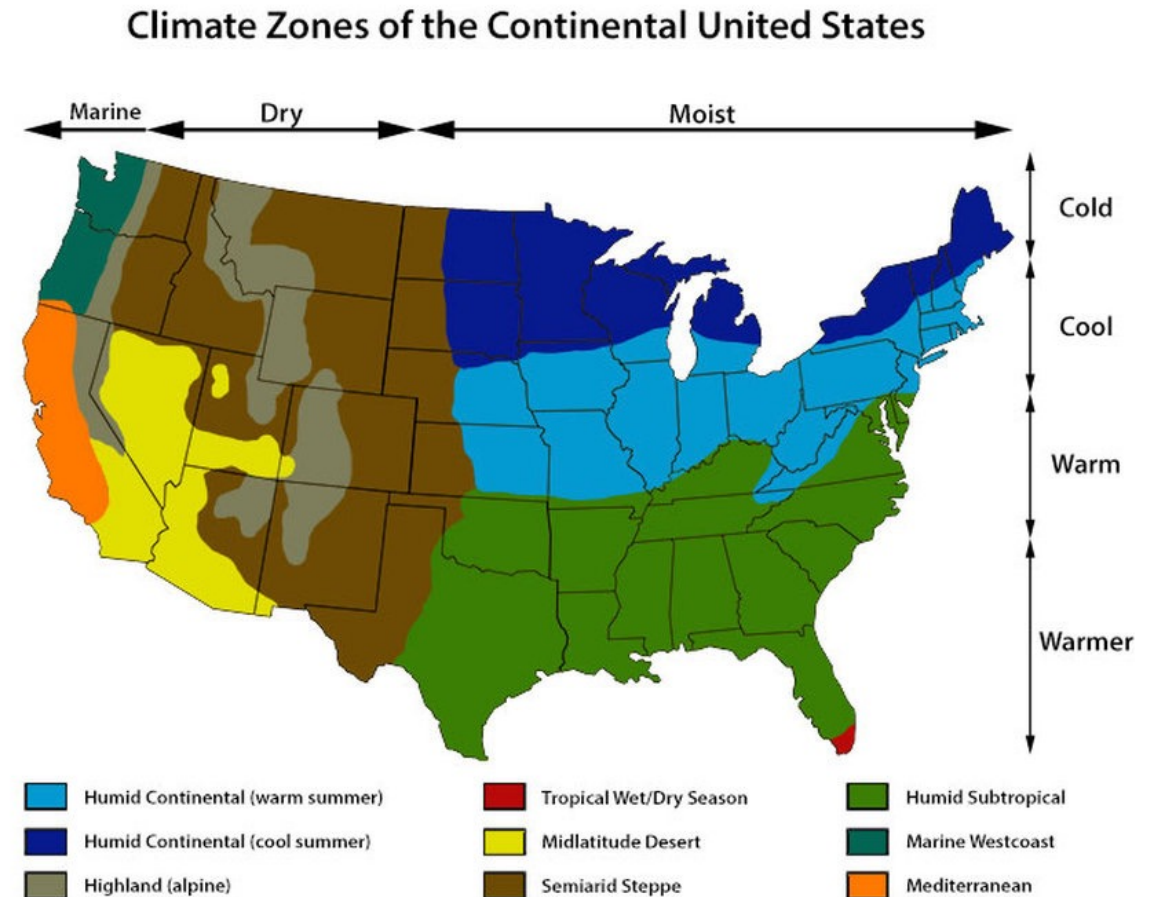 Climate Zones of the Continental United States
Marine
Dry
Moist
Cold
Cool
Warm
Warmer
Humid Continental (warm summer)
Humid Continental (cool summer)
Highland (alpine)
Tropical Wet/Dry Season
Midlatitude Desert
Semiarid Steppe
Humid Subtropical
Marine Westcoast
Mediterranean